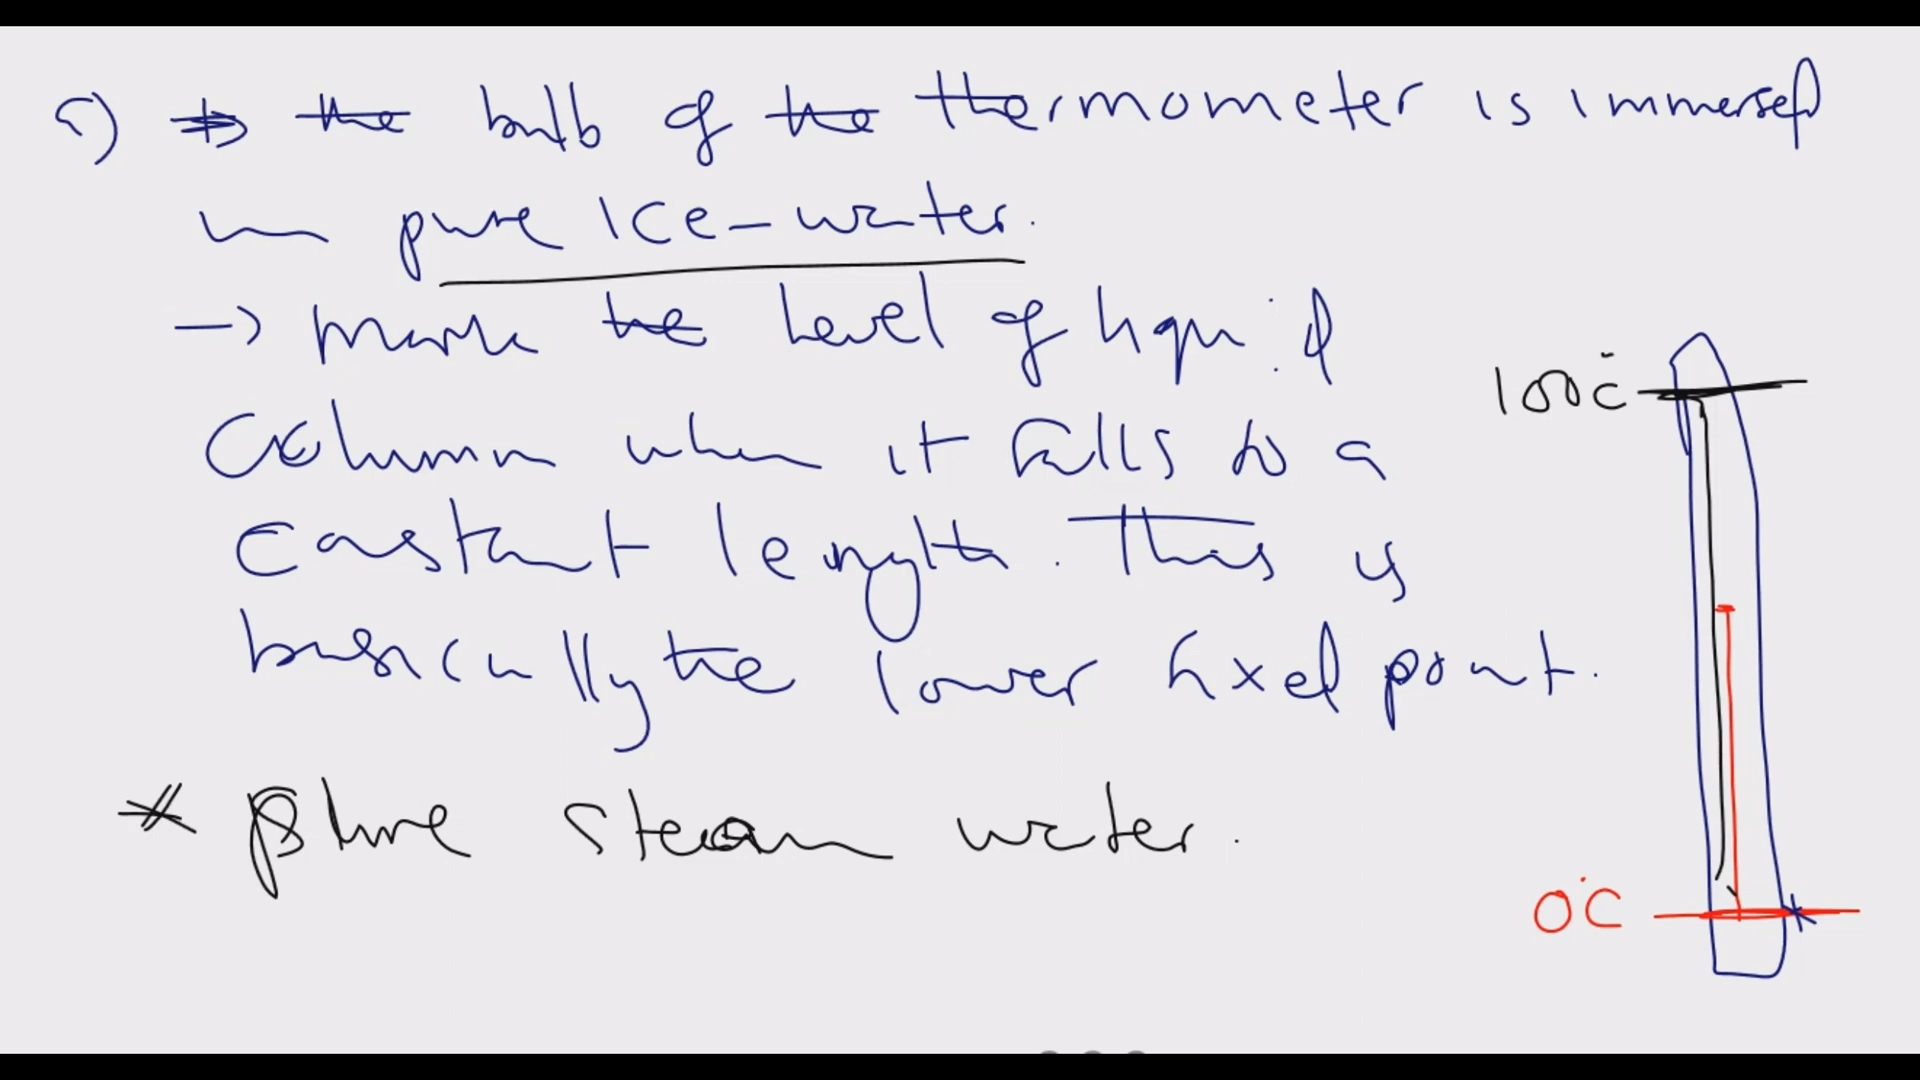 a) → the bulb of the thermometer is immersed
in pure ice-water.
→ Mark the level of liquid
column when it falls to a
constant length. This is
basically the lower fixed point.
100°C
* pure steam water.
0°C